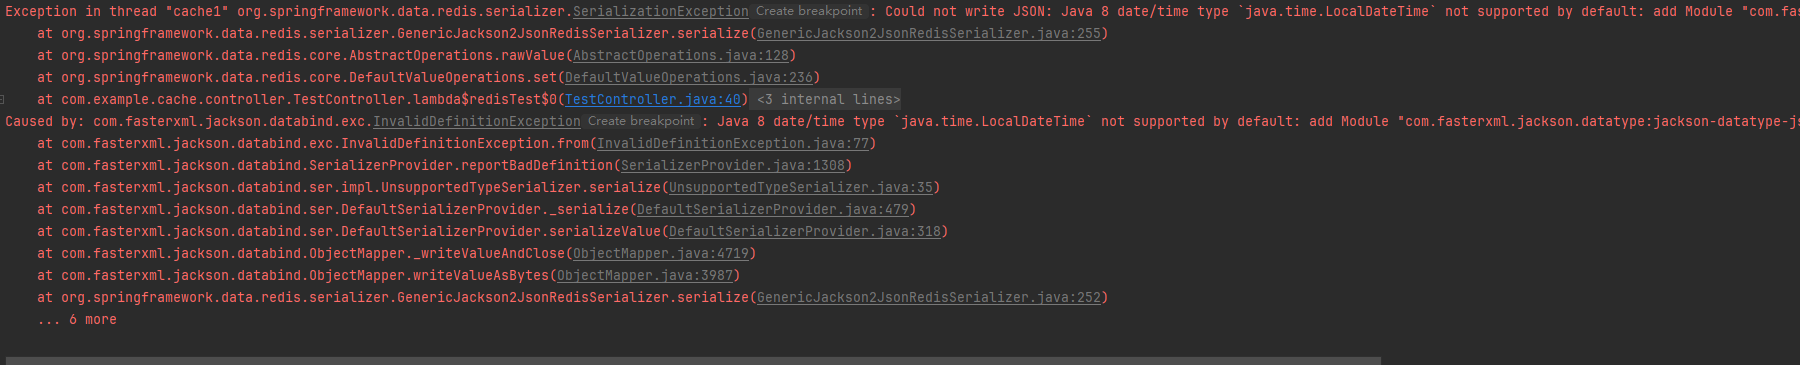 Exception in thread "cache1" org.springframework.data.redis.serializer.SerializationException Create breakpoint : Could not write JSON: Java 8 date/time type `java.time.LocalDateTime` not supported by default: add Module "com.fas
at org.springframework.data.redis.serializer.GenericJackson2JsonRedisSerializer.serialize(GenericJackson2JsonRedisSerializer.java:255)
at org.springframework.data.redis.core.AbstractOperations.rawValue(AbstractOperations.java:128)
at org.springframework.data.redis.core.DefaultValueOperations.set(DefaultValueOperations.java:236)
at com.example.cache.controller.TestController.lambda$redisTest$0(TestController.java:40) <3 internal lines>
Caused by: com.fasterxml.jackson.databind.exc.InvalidDefinitionException Create breakpoint : Java 8 date/time type `java.time.LocalDateTime` not supported by default: add Module "com.fasterxml.jackson.datatype:jackson-datatype-js
at com.fasterxml.jackson.databind.exc.InvalidDefinitionException.from(InvalidDefinitionException.java:77)
at com.fasterxml.jackson.databind.SerializerProvider.reportBadDefinition(SerializerProvider.java:1308)
at com.fasterxml.jackson.databind.ser.impl.UnsupportedTypeSerializer.serialize(UnsupportedTypeSerializer.java:35)
at com.fasterxml.jackson.databind.ser.DefaultSerializerProvider._serialize(DefaultSerializerProvider.java:479)
at com.fasterxml.jackson.databind.ser.DefaultSerializerProvider.serializeValue(DefaultSerializerProvider.java:318)
at com.fasterxml.jackson.databind.ObjectMapper._writeValueAndClose(ObjectMapper.java:4719)
at com.fasterxml.jackson.databind.ObjectMapper.writeValueAsBytes(ObjectMapper.java:3987)
at org.springframework.data.redis.serializer.GenericJackson2JsonRedisSerializer.serialize(GenericJackson2JsonRedisSerializer.java:252)
... 6 more